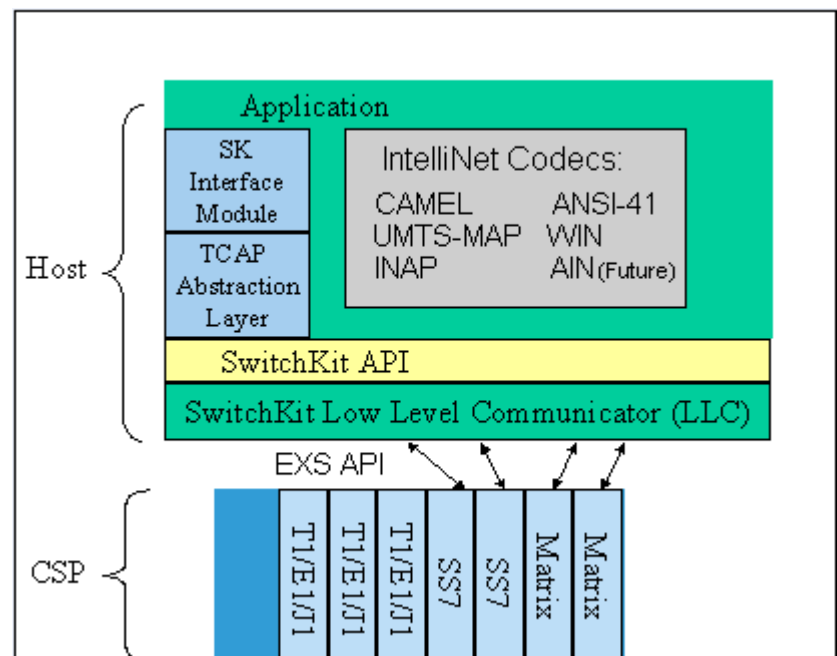 Application
SK
Interface
Module
TCAP
Abstraction
Layer
IntelliNet Codecs:
CAMEL ANSI-41
UMTS-MAP WIN
INAP AIN(Future)
Host
SwitchKit API
SwitchKit Low Level Communicator (LLC)
EXS API
CSP
T1/E1/J1
T1/E1/J1
T1/E1/J1
SS7
SS7
Matrix
Matrix